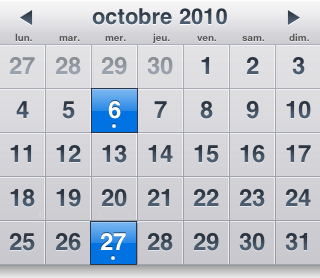 octobre 2010
lun. mar. mer. jeu. ven. sam. dim.
27 28 29 30 1 2 3
4 5 6 7 8 9 10
11 12 13 14 15 16 17
18 19 20 21 22 23 24
25 26 27 28 29 30 31